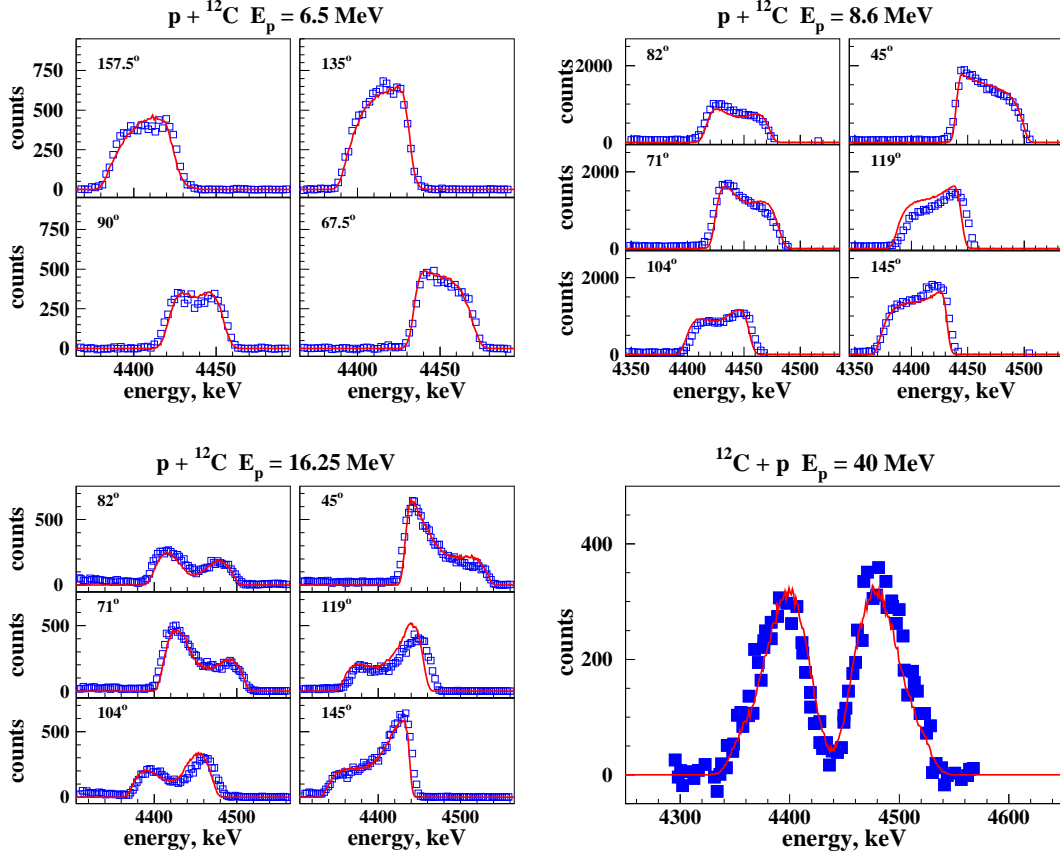 p + ¹²C E_p = 6.5 MeV
counts
750
500
250
0
157.5°
135°
counts
750
500
250
0
90°
67.5°
4400
4450
4400
4450
energy, keV
energy, keV
p + ¹²C E_p = 8.6 MeV
counts
2000
0
82°
45°
counts
2000
0
71°
119°
counts
2000
0
104°
145°
4350
4400
4450
4500
4350
4400
4450
4500
energy, keV
energy, keV
p + ¹²C E_p = 16.25 MeV
counts
500
0
82°
45°
counts
500
0
71°
119°
counts
500
0
104°
145°
4400
4500
4400
4500
energy, keV
energy, keV
¹²C + p E_p = 40 MeV
counts
400
200
0
4300
4400
4500
4600
energy, keV